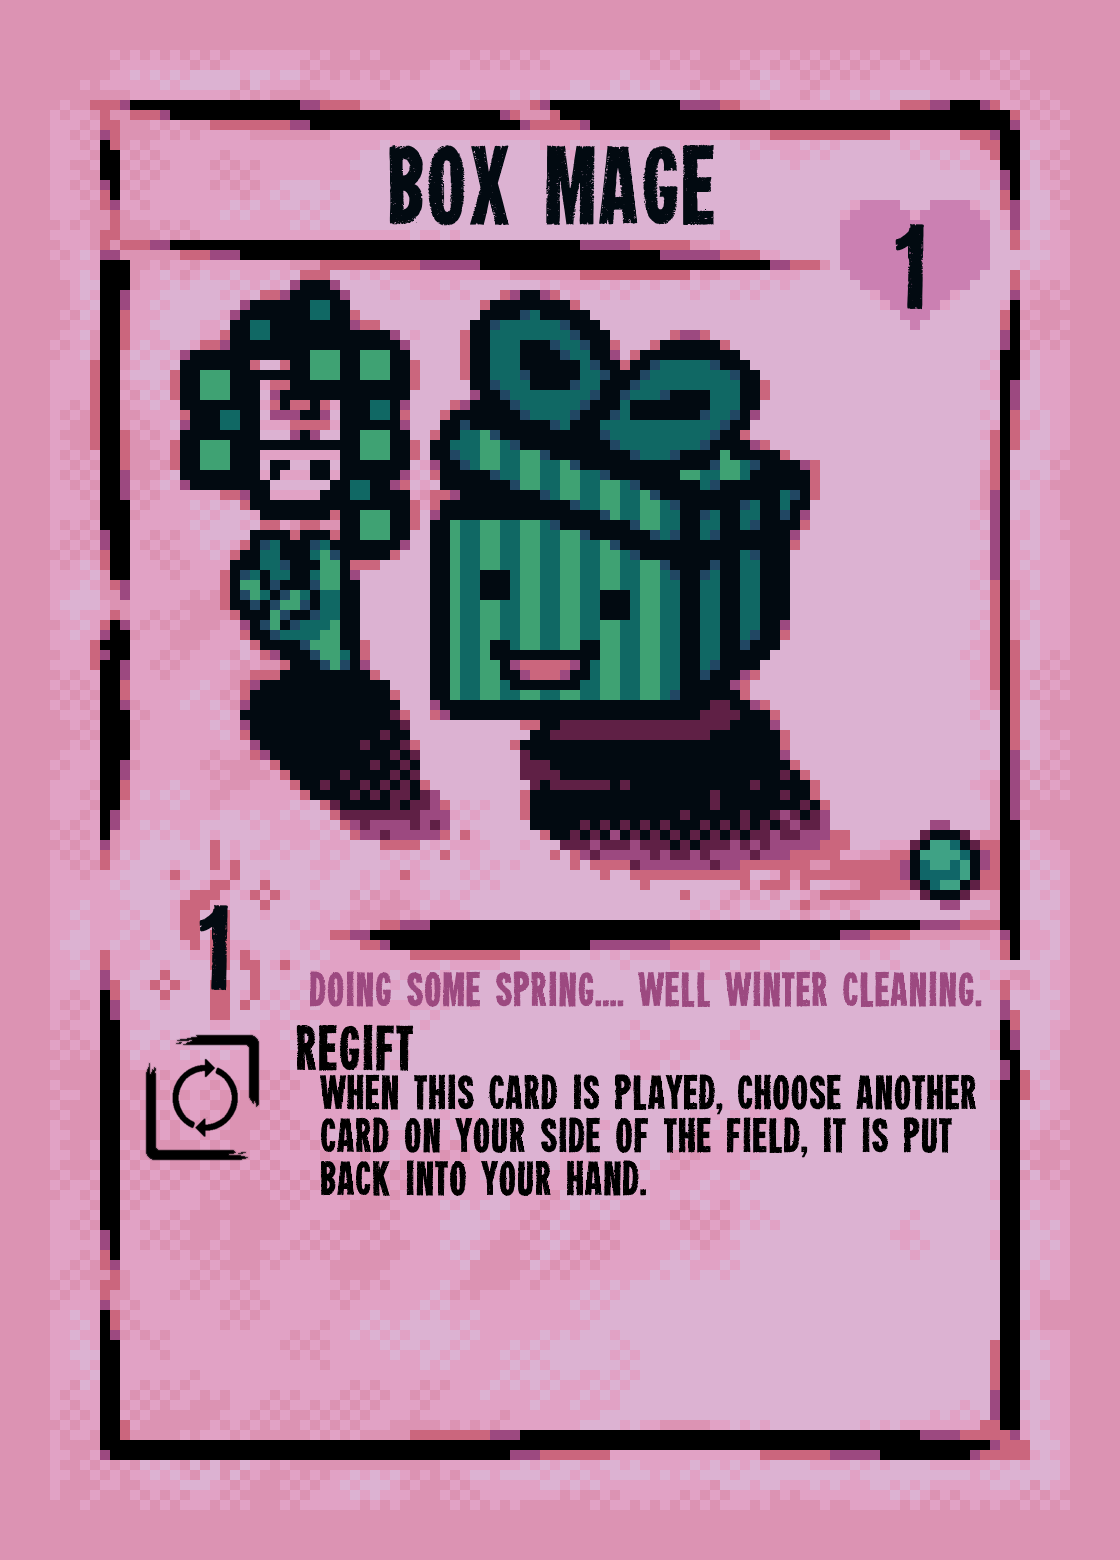 BOX MAGE
1
1
DOING SOME SPRING.... WELL WINTER CLEANING.
REGIFT
WHEN THIS CARD IS PLAYED, CHOOSE ANOTHER
CARD ON YOUR SIDE OF THE FIELD, IT IS PUT
BACK INTO YOUR HAND.